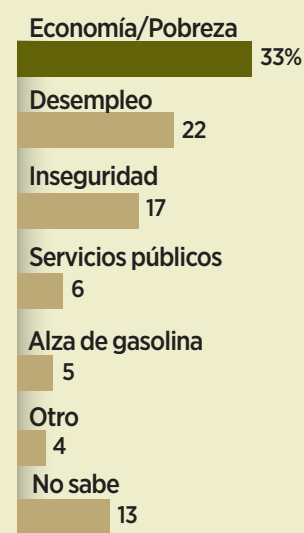 Economía/Pobreza
33%
Desempleo
22
Inseguridad
17
Servicios públicos
6
Alza de gasolina
5
Otro
4
No sabe
13